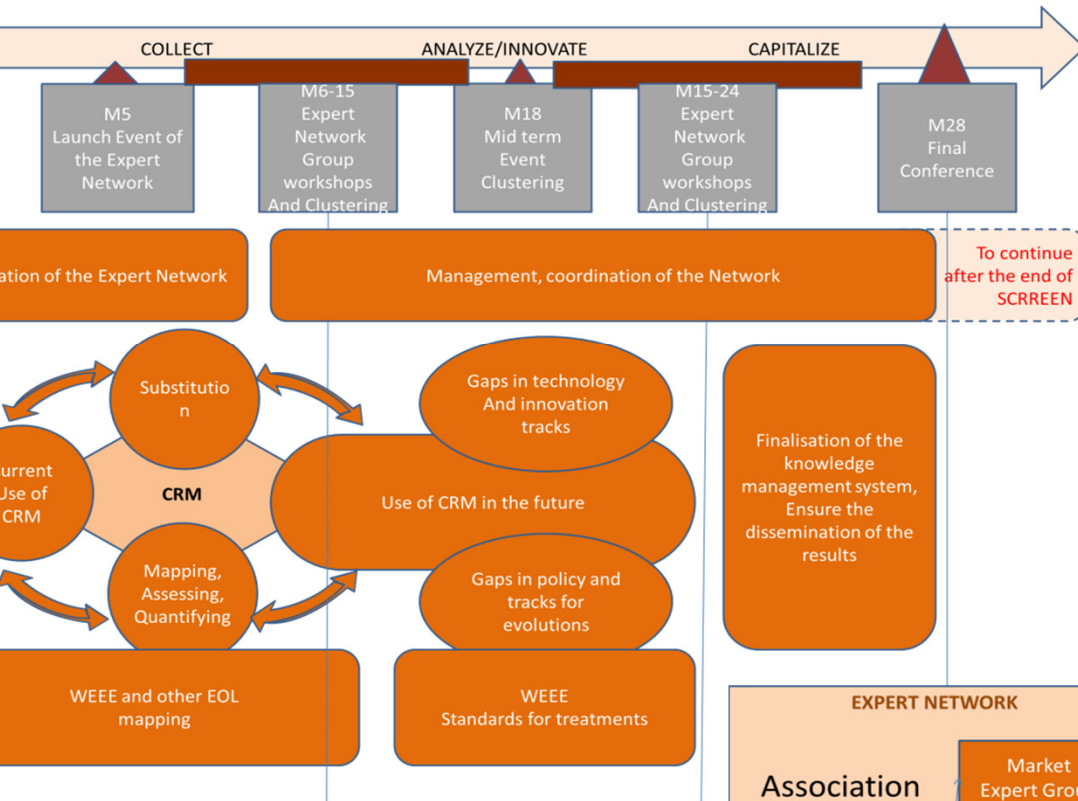 COLLECT
ANALYZE/INNOVATE
CAPITALIZE
M5
Launch Event of
the Expert
Network
M6-15
Expert
Network
Group
workshops
And Clustering
M18
Mid term
Event
Clustering
M15-24
Expert
Network
Group
workshops
And Clustering
M28
Final
Conference
ation of the Expert Network
Management, coordination of the Network
To continue
after the end of
SCRREEN
Substitutio
n
urrent
Use of
CRM
CRM
Mapping,
Assessing,
Quantifying
Use of CRM in the future
Gaps in technology
And innovation
tracks
Gaps in policy and
tracks for
evolutions
Finalisation of the
knowledge
management system,
Ensure the
dissemination of the
results
WEEE and other EOL
mapping
WEEE
Standards for treatments
EXPERT NETWORK
Association
Market
Expert Grou